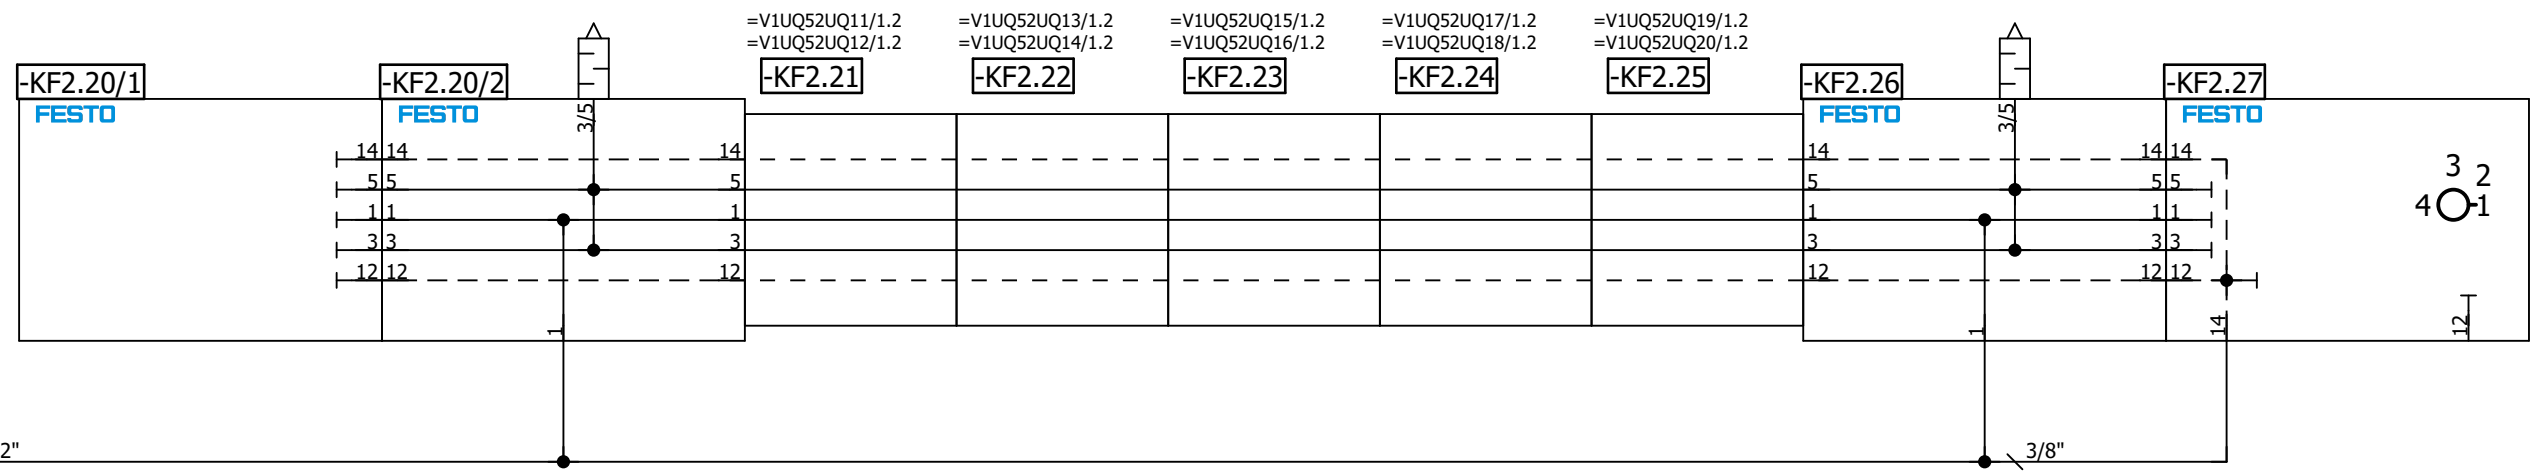 =V1UQ52UQ11/1.2 =V1UQ52UQ13/1.2 =V1UQ52UQ15/1.2 =V1UQ52UQ17/1.2 =V1UQ52UQ19/1.2
=V1UQ52UQ12/1.2 =V1UQ52UQ14/1.2 =V1UQ52UQ16/1.2 =V1UQ52UQ18/1.2 =V1UQ52UQ20/1.2
-KF2.20/1 -KF2.20/2 -KF2.21 -KF2.22 -KF2.23 -KF2.24 -KF2.25 -KF2.26 -KF2.27
FESTO FESTO FESTO FESTO
3/5 3/5
14 14 14 14 14 14
5 5 5 5 5 5
1 1 1 1 1 1
3 3 3 3 3 3
12 12 12 12 12 12
3 2
4 1
1 1 14 12
2" 3/8"